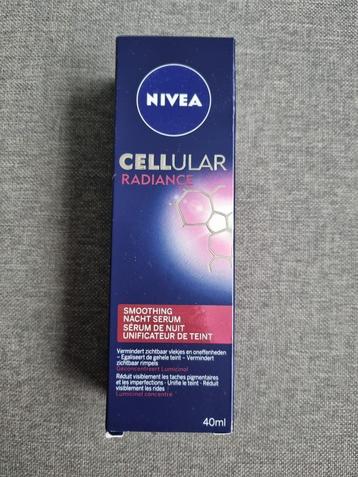 NIVEA
CELLULAR
RADIANCE
SMOOTHING
NACHT SERUM
SÉRUM DE NUIT
UNIFICATEUR DE TEINT
Vermindert zichtbaar vlekjes en oneffenheden
- Egaliseert de gehele teint - Vermindert
zichtbaar rimpels
Geconcentreerd Lumicinol
Réduit visiblement les taches pigmentaires
et les imperfections · Unifie le teint · Réduit
visiblement les rides
Lumicinol concentré
40ml